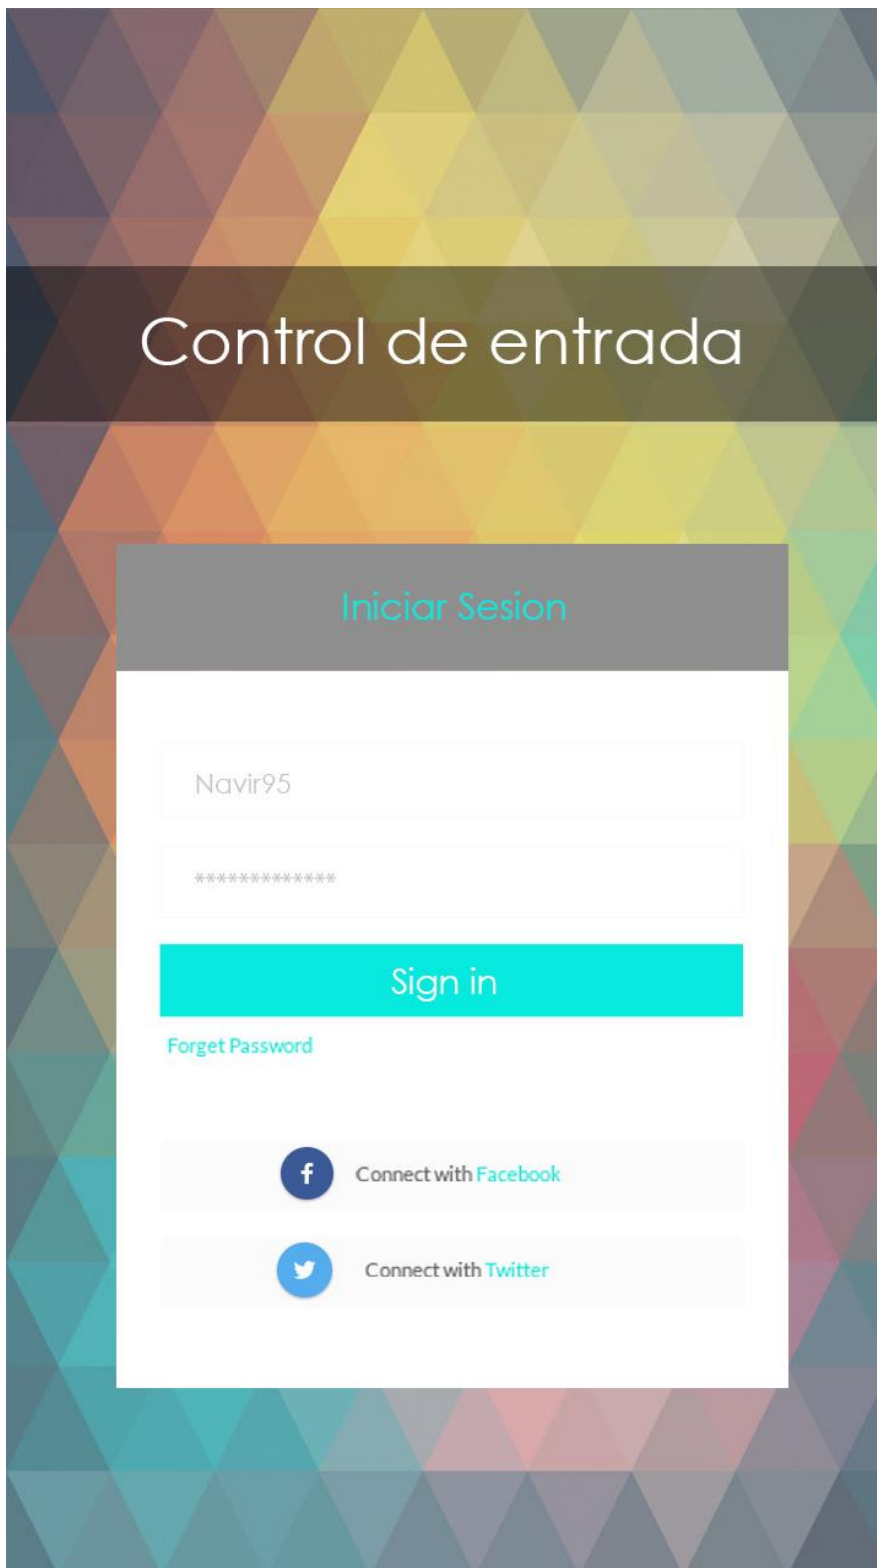 Control de entrada
Iniciar Sesion
Navir95
*************
Sign in
Forget Password
Connect with Facebook
Connect with Twitter